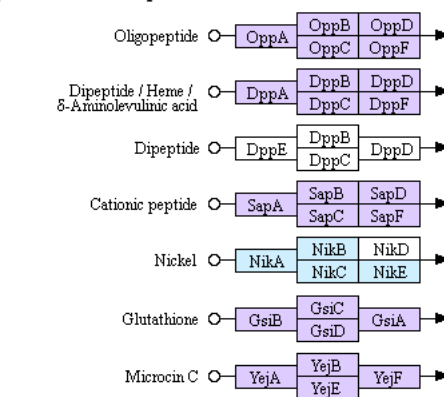 Oligopeptide OppA OppB OppD
OppC OppF
Dipeptide / Heme /
δ-Aminolevulinic acid DppA DppB DppD
DppC DppF
Dipeptide DppE DppB DppD
DppC
Cationic peptide SapA SapB SapD
SapC SapF
Nickel NikA NikB NikD
NikC NikE
Glutathione GsiB GsiC GsiA
GsiD
Microcin C YejA YejB YejF
YejE